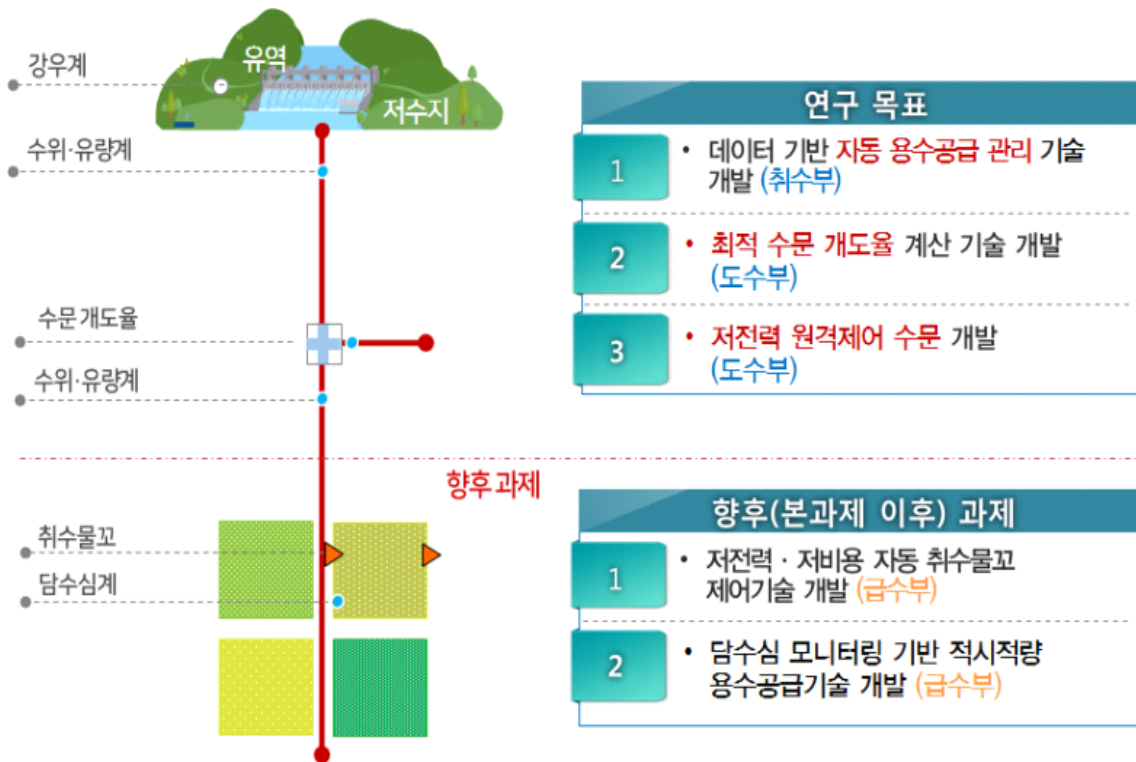 유역
강우계
저수지
수위·유량계
수문 개도율
수위·유량계
향후 과제
취수물꼬
담수심계
연구 목표
1
• 데이터 기반 자동 용수공급 관리 기술
개발 (취수부)
2
• 최적 수문 개도율 계산 기술 개발
(도수부)
3
• 저전력 원격제어 수문 개발
(도수부)
향후(본과제 이후) 과제
1
• 저전력 · 저비용 자동 취수물꼬
제어기술 개발 (급수부)
2
• 담수심 모니터링 기반 적시적량
용수공급기술 개발 (급수부)